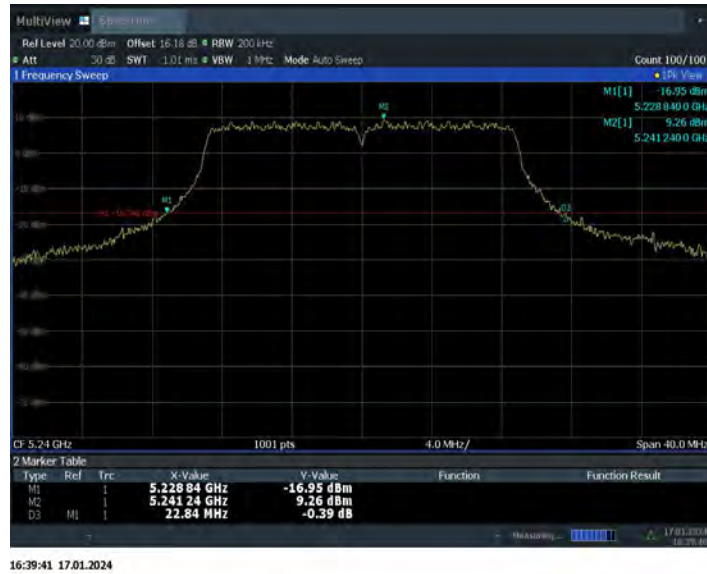 MultiView Spectrum
Ref Level 20.00 dBm Offset 16.18 dB RBW 200 kHz
Att 30 dB SWT 1.01 ms VBW 1 MHz Mode Auto Sweep Count 100/100
1 Frequency Sweep 1Pk View
M1[1] -16.95 dBm
5.228 840 0 GHz
M2[1] 9.26 dBm
5.241 240 0 GHz
M2
M1
D3
CF 5.24 GHz 1001 pts 4.0 MHz/ Span 40.0 MHz
2 Marker Table
Type Ref Trc X-Value Y-Value Function Function Result
M1 1 5.228 84 GHz -16.95 dBm
M2 1 5.241 24 GHz 9.26 dBm
D3 M1 1 22.84 MHz -0.39 dB
Measuring... 17.01.2024
16:39:41 17.01.2024